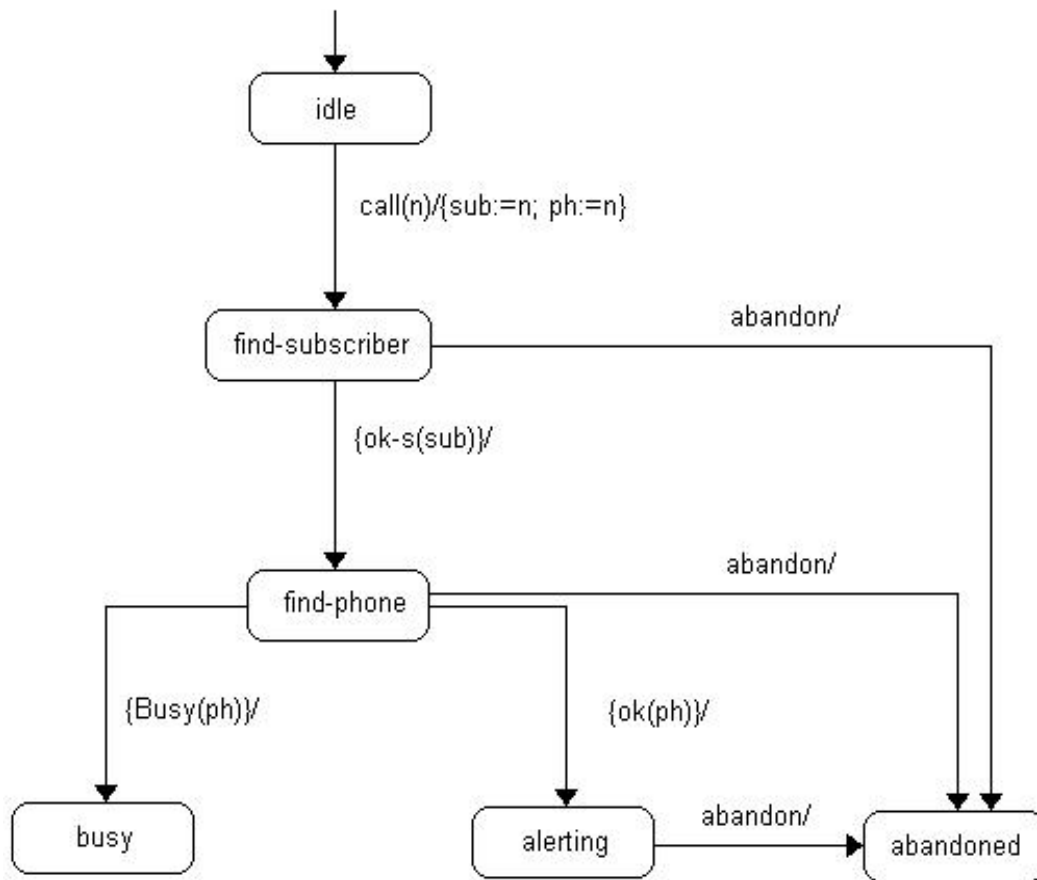 idle
call(n)/{sub:=n; ph:=n}
find-subscriber
abandon/
{ok-s(sub)}/
find-phone
abandon/
{Busy(ph)}/
{ok(ph)}/
busy
alerting
abandon/
abandoned